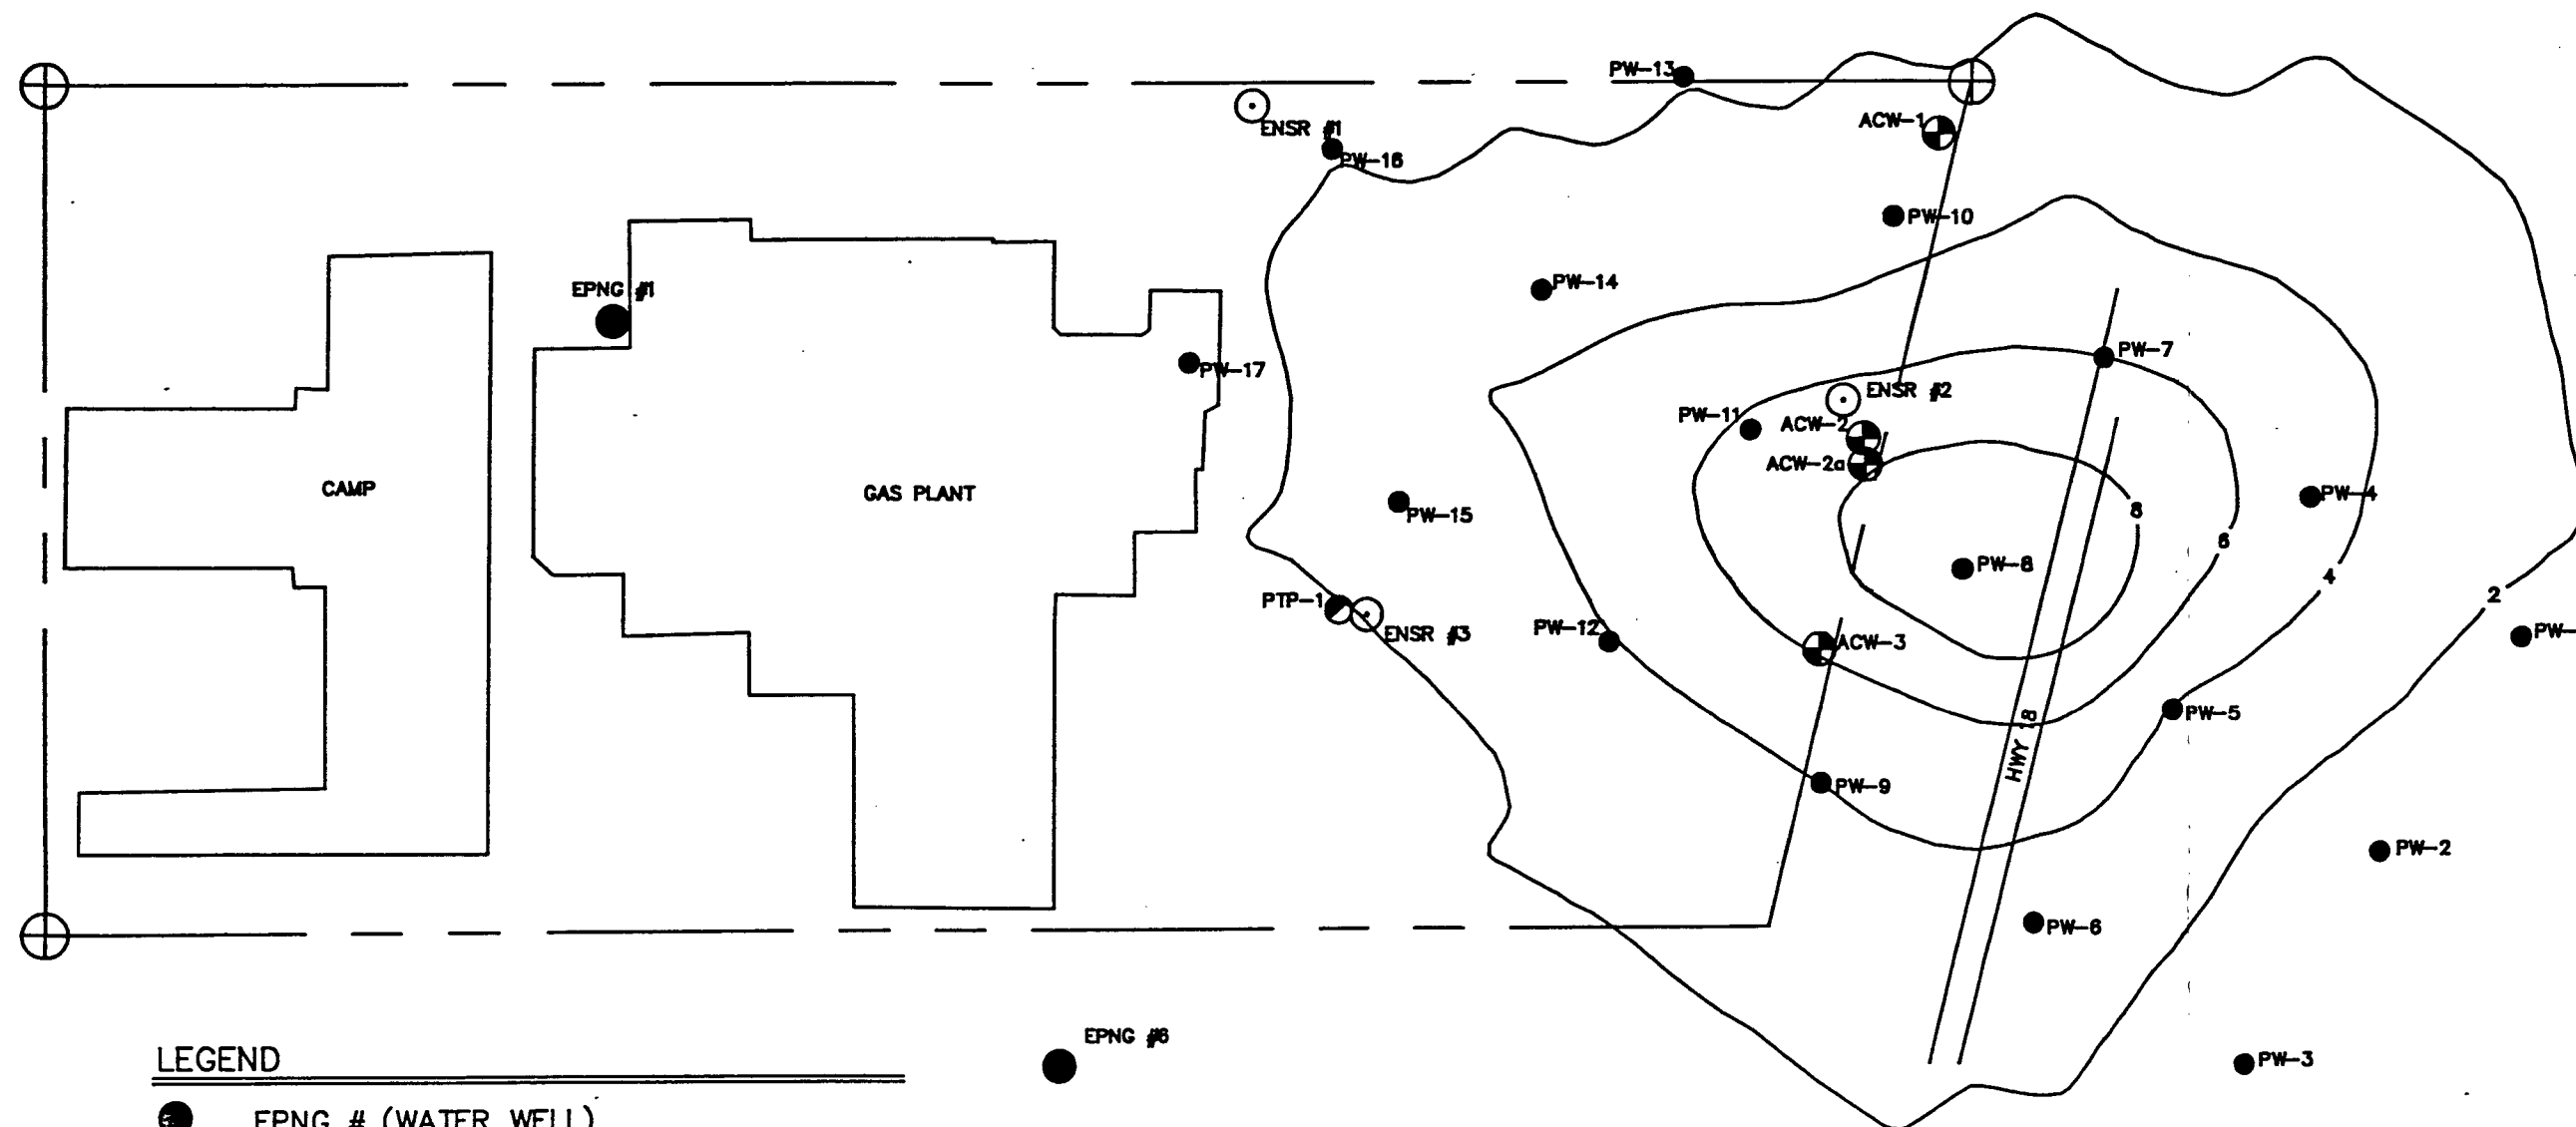 PW-13
ACW-1
ENSR #1
PW-16
PW-10
EPNG #1
PW-14
PW-7
PW-17
ENSR #2
PW-11
ACW-2
ACW-2a
CAMP
GAS PLANT
PW-15
PW-4
8
6
PW-8
4
2
PTP-1
ENSR #3
PW-12
ACW-3
PW-
PW-5
HWY 18
PW-9
PW-2
PW-6
EPNG #6
LEGEND
PW-3
EPNG # (WATER WELL)